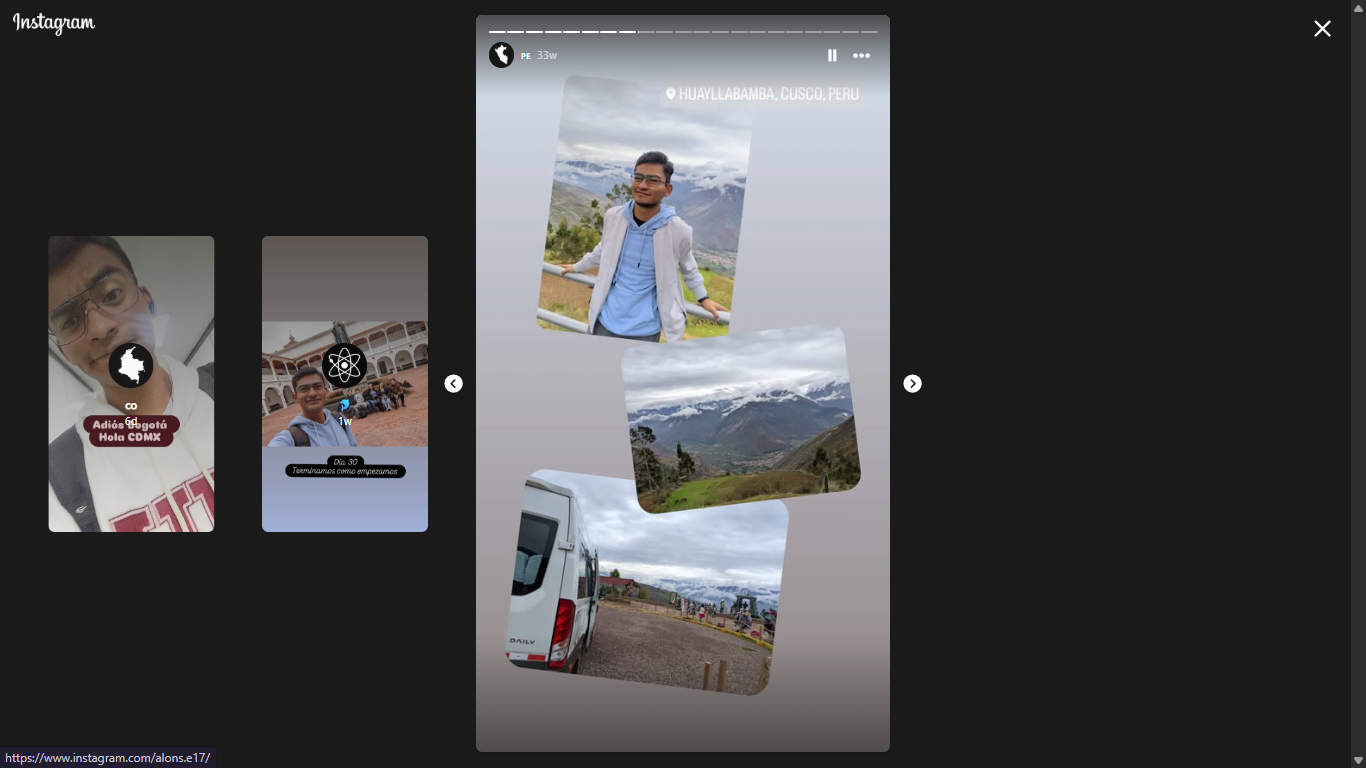 Instagram
PE 33w
HUAYLLABAMBA, CUSCO, PERU
DAILY
co
6d
Adiós Bogotá
Hola CDMX
1w
Día 30
Terminamos como empezamos
https://www.instagram.com/alons.e17/